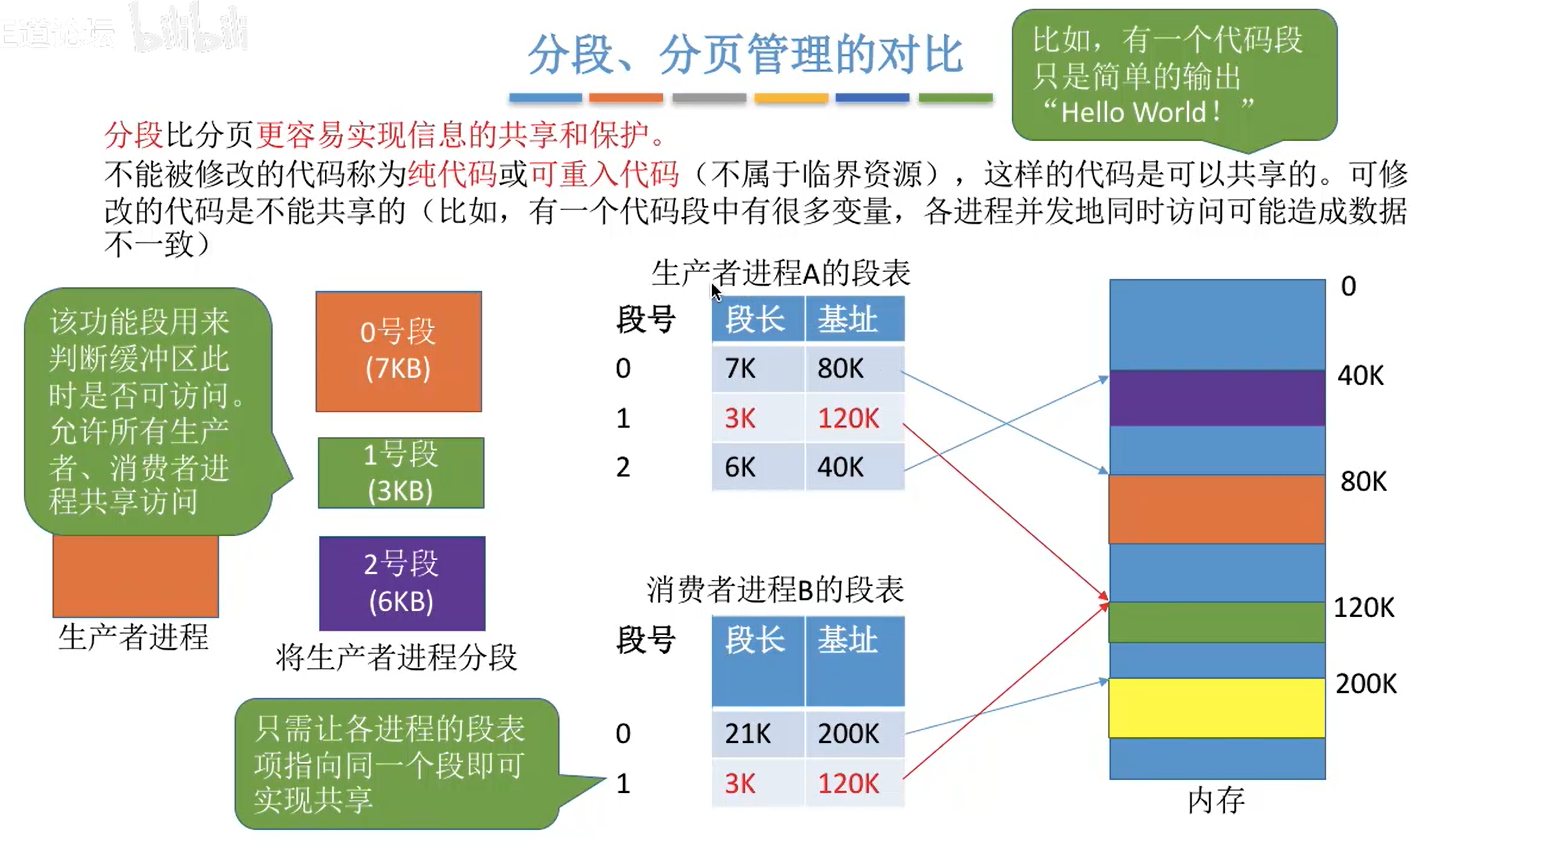 王道论坛 bilibili
分段、分页管理的对比
比如，有一个代码段
只是简单的输出
“Hello World！”
分段比分页更容易实现信息的共享和保护。
不能被修改的代码称为纯代码或可重入代码（不属于临界资源），这样的代码是可以共享的。可修
改的代码是不能共享的（比如，有一个代码段中有很多变量，各进程并发地同时访问可能造成数据
不一致）
该功能段用来
判断缓冲区此
时是否可访问。
允许所有生产
者、消费者进
程共享访问
生产者进程
0号段
(7KB)
1号段
(3KB)
2号段
(6KB)
将生产者进程分段
生产者进程A的段表
段号 段长 基址
0 7K 80K
1 3K 120K
2 6K 40K
消费者进程B的段表
段号 段长 基址
0 21K 200K
1 3K 120K
只需让各进程的段表
项指向同一个段即可
实现共享
0
40K
80K
120K
200K
内存